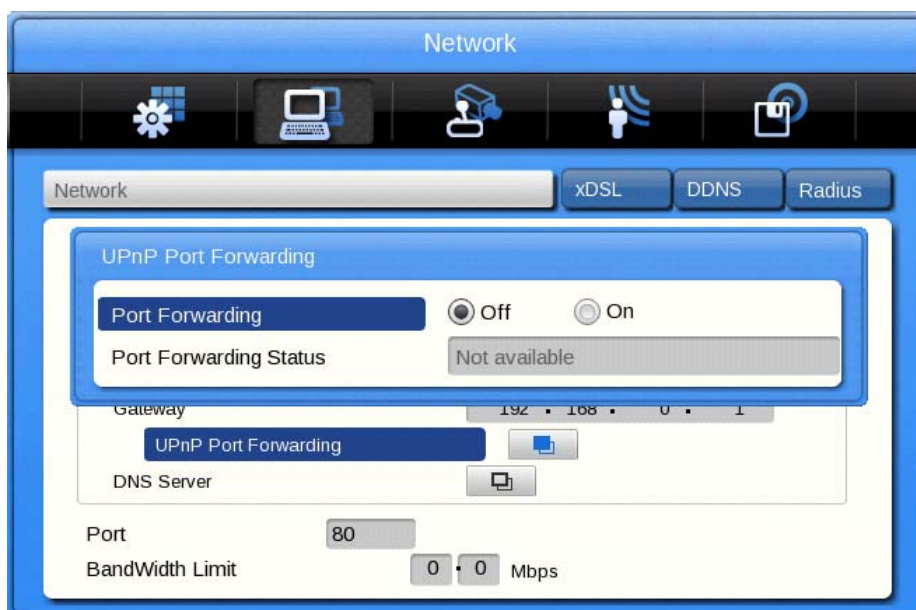 Network
Network xDSL DDNS Radius
UPnP Port Forwarding
Port Forwarding Off On
Port Forwarding Status Not available
Gateway 192 . 168 . 0 . 1
UPnP Port Forwarding
DNS Server
Port 80
BandWidth Limit 0 . 0 Mbps